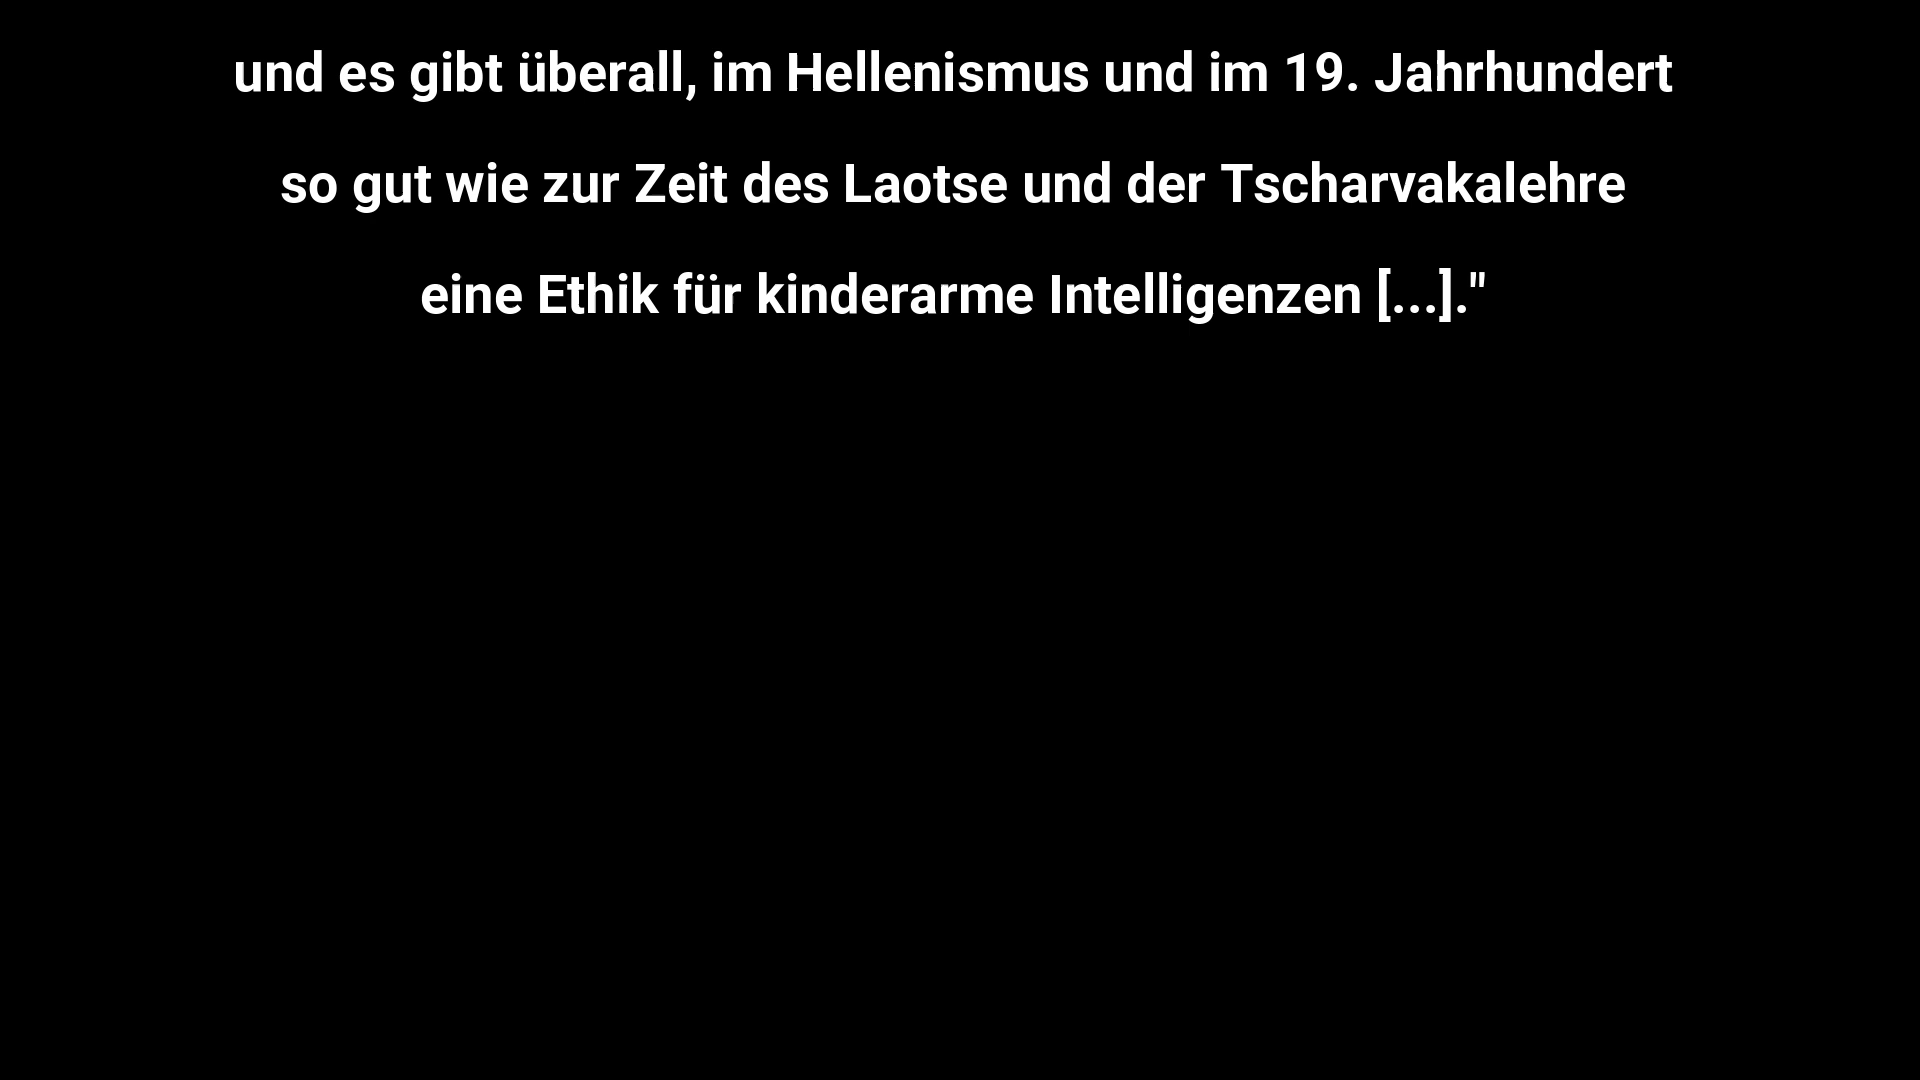 und es gibt überall, im Hellenismus und im 19. Jahrhundert
so gut wie zur Zeit des Laotse und der Tscharvakalehre
eine Ethik für kinderarme Intelligenzen [...]."